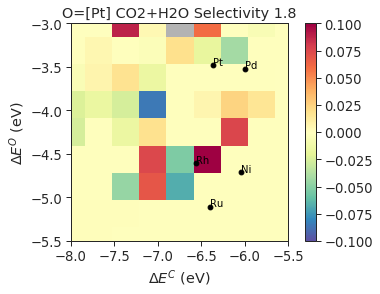 O=[Pt] CO2+H2O Selectivity 1.8
−3.0
−3.5
−4.0
−4.5
−5.0
−5.5
ΔE^O (eV)
Pt
Pd
Rh
Ni
Ru
−8.0 −7.5 −7.0 −6.5 −6.0 −5.5
ΔE^C (eV)
0.100
0.075
0.050
0.025
0.000
−0.025
−0.050
−0.075
−0.100